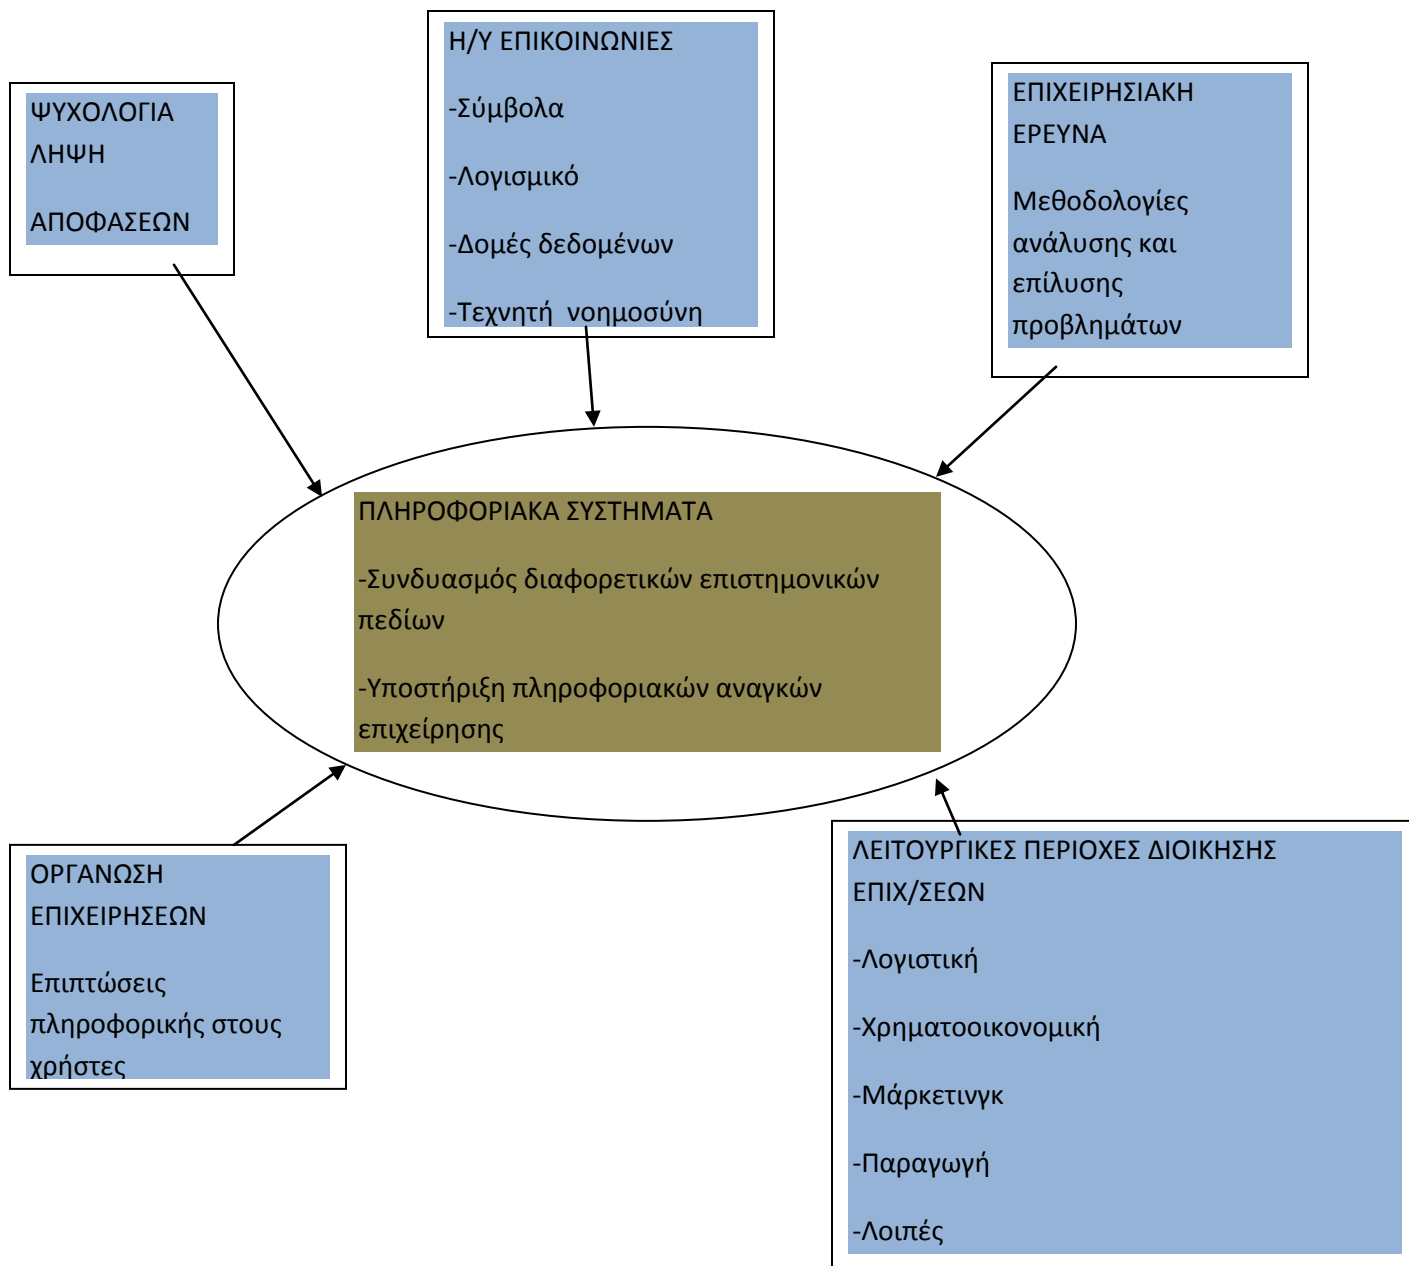 Η/Υ ΕΠΙΚΟΙΝΩΝΙΕΣ
-Σύμβολα
-Λογισμικό
-Δομές δεδομένων
-Τεχνητή  νοημοσύνη
ΨΥΧΟΛΟΓΙΑ
ΛΗΨΗ
ΑΠΟΦΑΣΕΩΝ
ΕΠΙΧΕΙΡΗΣΙΑΚΗ
ΕΡΕΥΝΑ
Μεθοδολογίες
ανάλυσης και
επίλυσης
προβλημάτων
ΠΛΗΡΟΦΟΡΙΑΚΑ ΣΥΣΤΗΜΑΤΑ
-Συνδυασμός διαφορετικών επιστημονικών
πεδίων
-Υποστήριξη πληροφοριακών αναγκών
επιχείρησης
ΟΡΓΑΝΩΣΗ
ΕΠΙΧΕΙΡΗΣΕΩΝ
Επιπτώσεις
πληροφορικής στους
χρήστες
ΛΕΙΤΟΥΡΓΙΚΕΣ ΠΕΡΙΟΧΕΣ ΔΙΟΙΚΗΣΗΣ
ΕΠΙΧ/ΣΕΩΝ
-Λογιστική
-Χρηματοοικονομική
-Μάρκετινγκ
-Παραγωγή
-Λοιπές